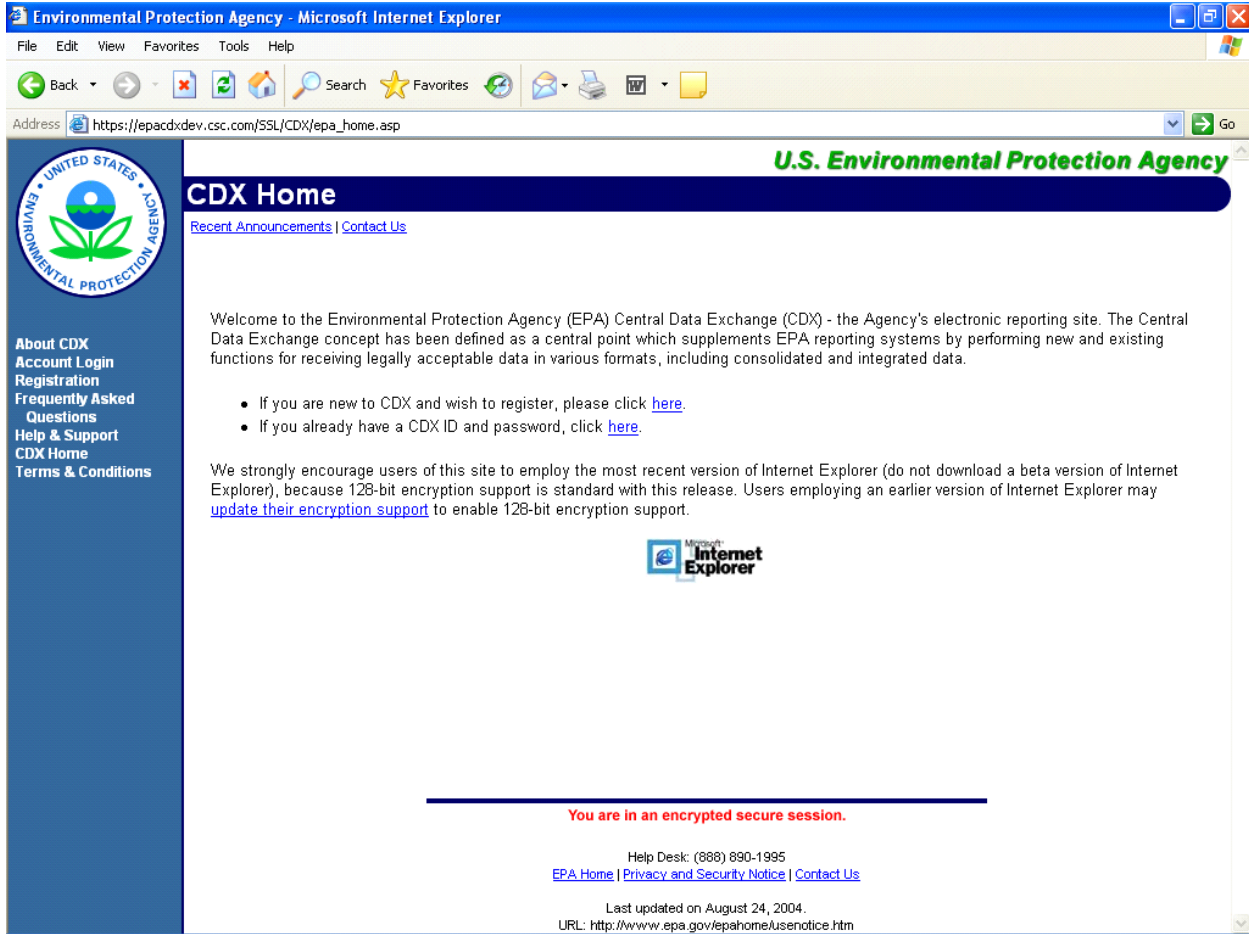 Environmental Protection Agency - Microsoft Internet Explorer
File Edit View Favorites Tools Help
Back Search Favorites
Address https://epacdxdev.csc.com/SSL/CDX/epa_home.asp Go
UNITED STATES
ENVIRONMENTAL PROTECTION AGENCY
U.S. Environmental Protection Agency
CDX Home
Recent Announcements | Contact Us
About CDX
Account Login
Registration
Frequently Asked
Questions
Help & Support
CDX Home
Terms & Conditions
Welcome to the Environmental Protection Agency (EPA) Central Data Exchange (CDX) - the Agency's electronic reporting site. The Central
Data Exchange concept has been defined as a central point which supplements EPA reporting systems by performing new and existing
functions for receiving legally acceptable data in various formats, including consolidated and integrated data.
• If you are new to CDX and wish to register, please click here.
• If you already have a CDX ID and password, click here.
We strongly encourage users of this site to employ the most recent version of Internet Explorer (do not download a beta version of Internet
Explorer), because 128-bit encryption support is standard with this release. Users employing an earlier version of Internet Explorer may
update their encryption support to enable 128-bit encryption support.
Microsoft
Internet
Explorer
You are in an encrypted secure session.
Help Desk: (888) 890-1995
EPA Home | Privacy and Security Notice | Contact Us
Last updated on August 24, 2004.
URL: http://www.epa.gov/epahome/usenotice.htm